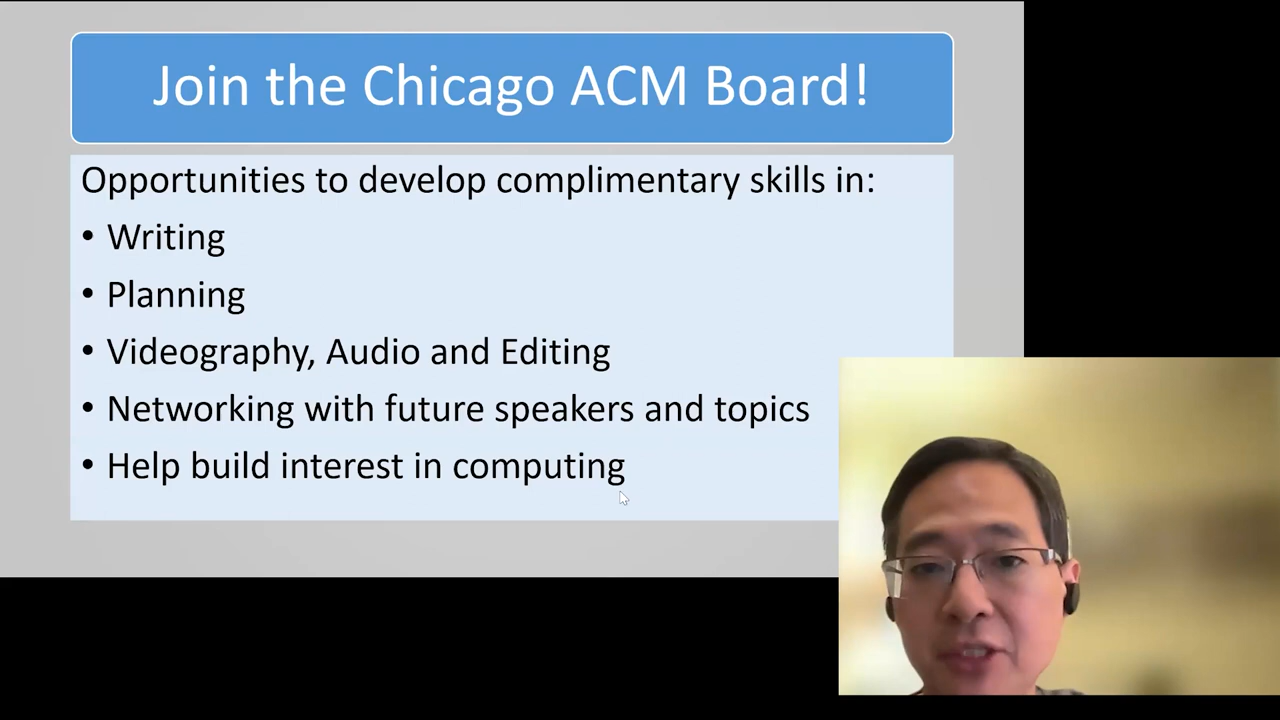 Join the Chicago ACM Board!
Opportunities to develop complimentary skills in:
• Writing
• Planning
• Videography, Audio and Editing
• Networking with future speakers and topics
• Help build interest in computing